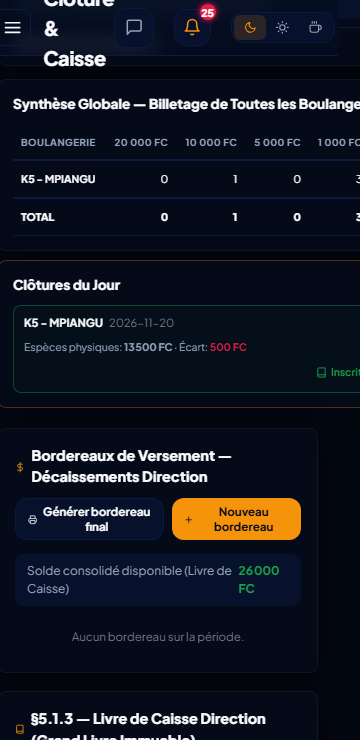 Clôture
&
Caisse
25
Synthèse Globale — Billetage de Toutes les Boulange
BOULANGERIE 20 000 FC 10 000 FC 5 000 FC 1 000 FC
K5 - MPIANGU 0 1 0 3
TOTAL 0 1 0 3
Clôtures du Jour
K5 - MPIANGU 2026-11-20
Espèces physiques: 13 500 FC · Écart: 500 FC
Inscrit
$ Bordereaux de Versement —
Décaissements Direction
Générer bordereau
final
+ Nouveau
bordereau
Solde consolidé disponible (Livre de
Caisse)
26 000
FC
Aucun bordereau sur la période.
§5.1.3 — Livre de Caisse Direction
(Grand Livre Immuable)